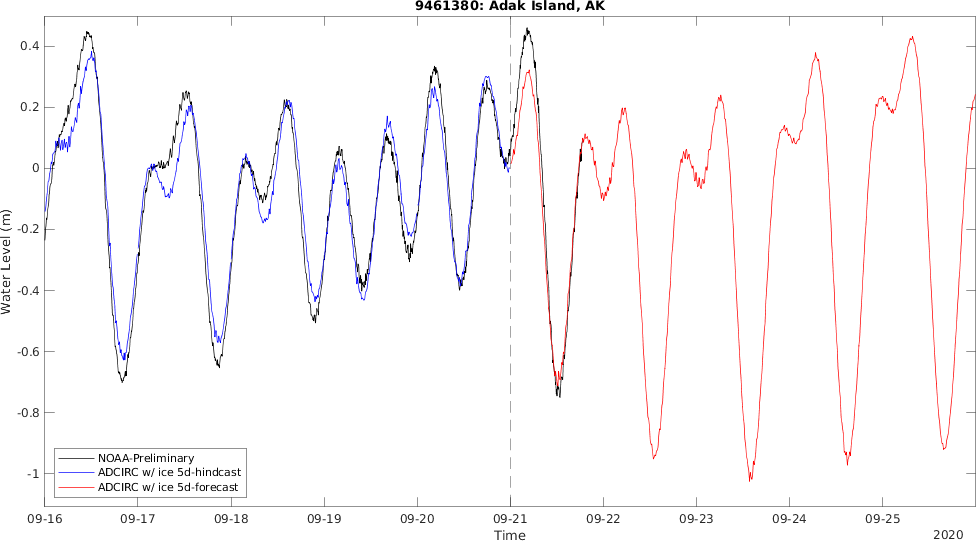 9461380: Adak Island, AK
0.4
0.2
0
-0.2
-0.4
-0.6
-0.8
-1
Water Level (m)
NOAA-Preliminary
ADCIRC w/ ice 5d-hindcast
ADCIRC w/ ice 5d-forecast
09-16 09-17 09-18 09-19 09-20 09-21 09-22 09-23 09-24 09-25
Time
2020